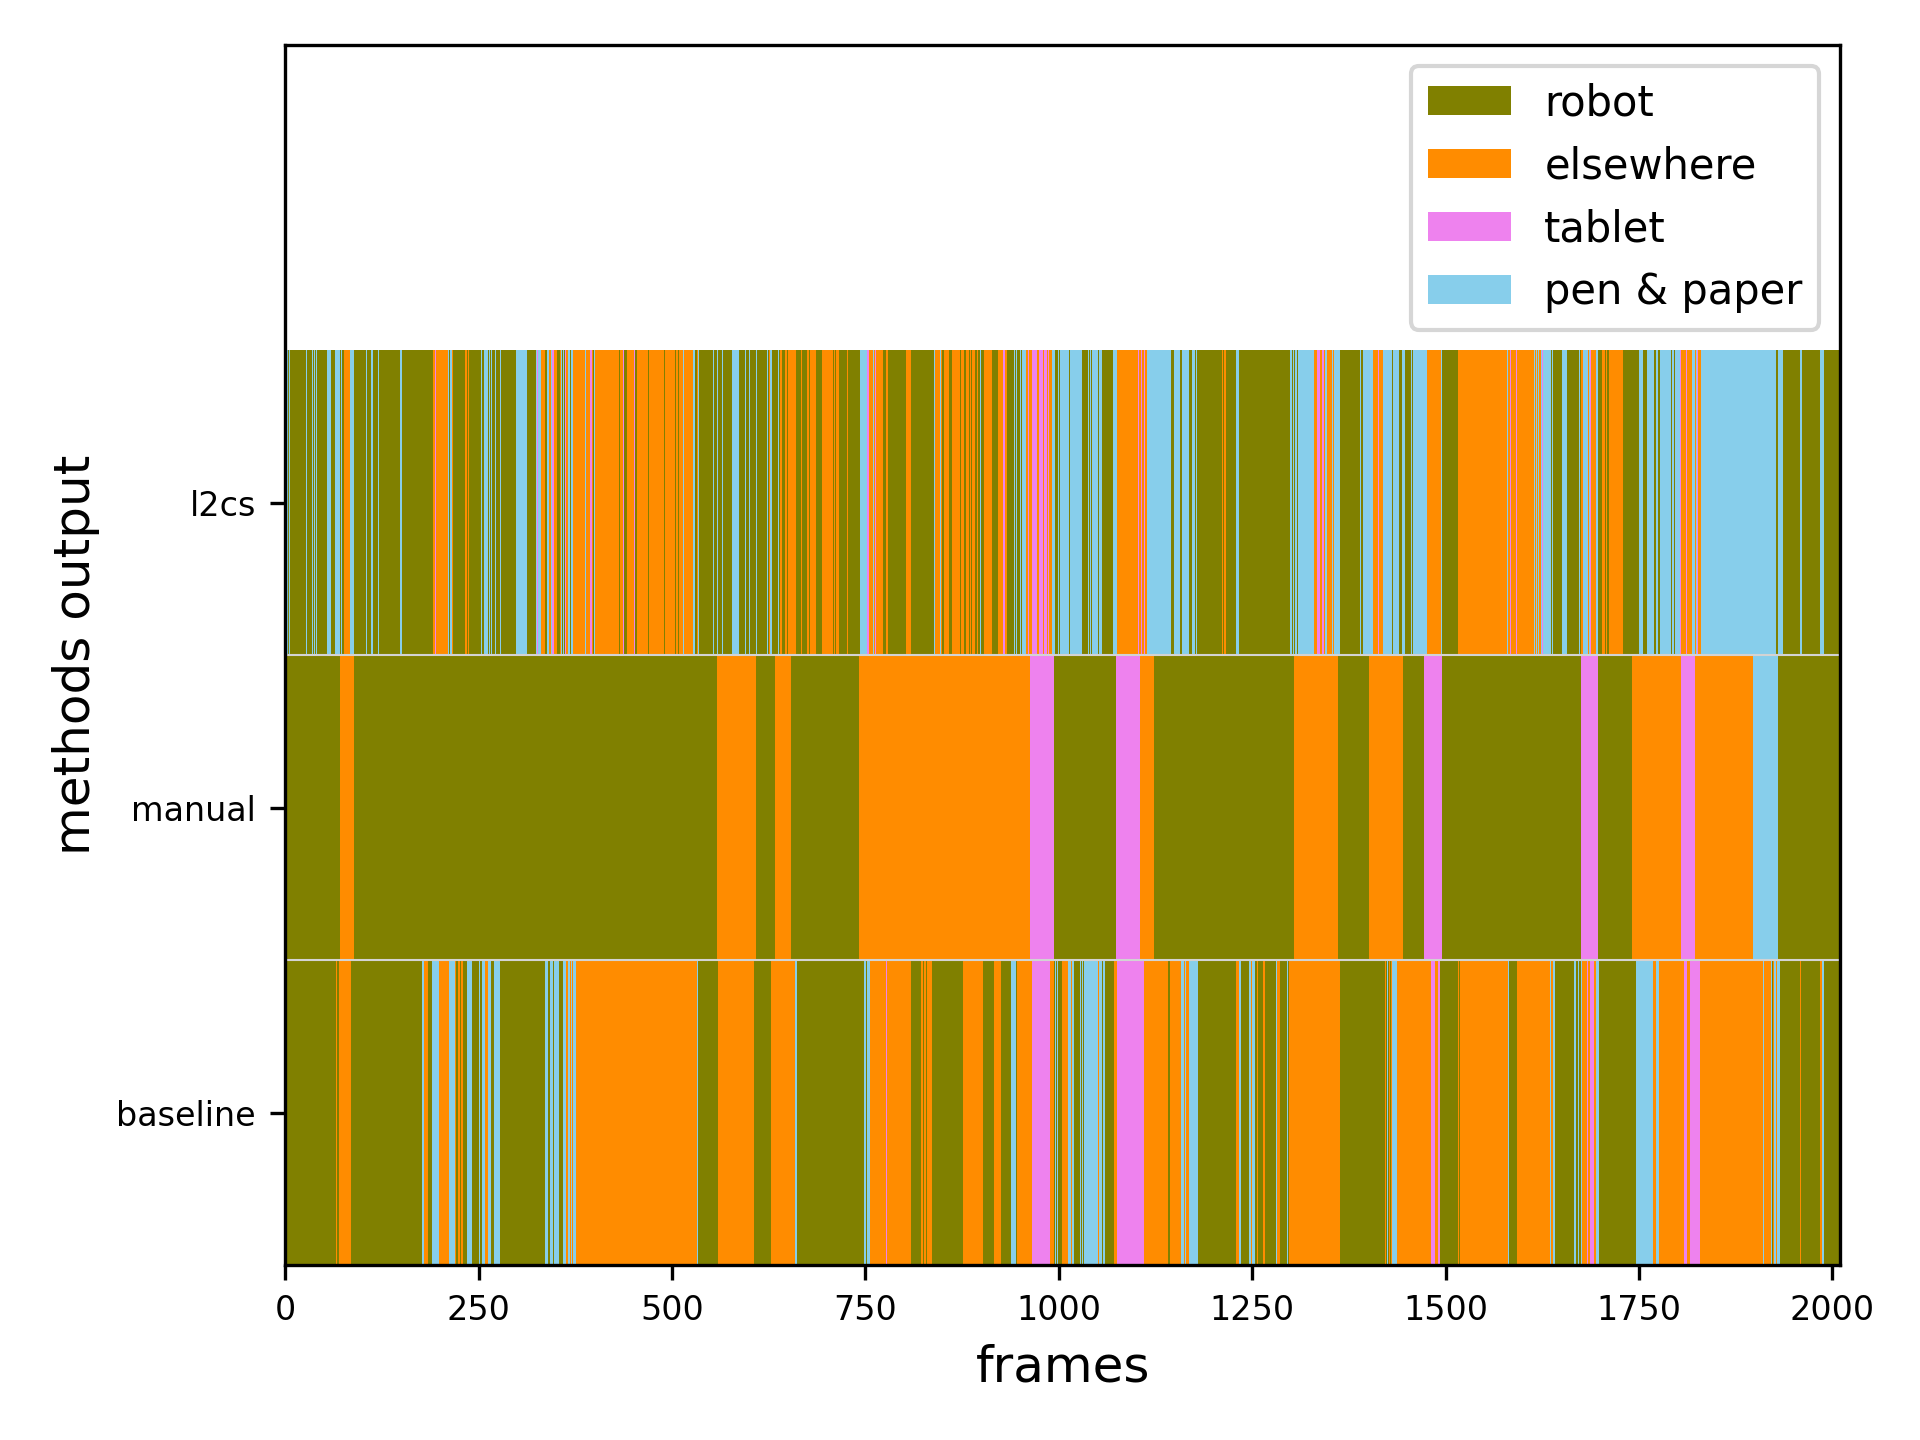 robot
elsewhere
tablet
pen & paper
methods output
l2cs
manual
baseline
0 250 500 750 1000 1250 1500 1750 2000
frames